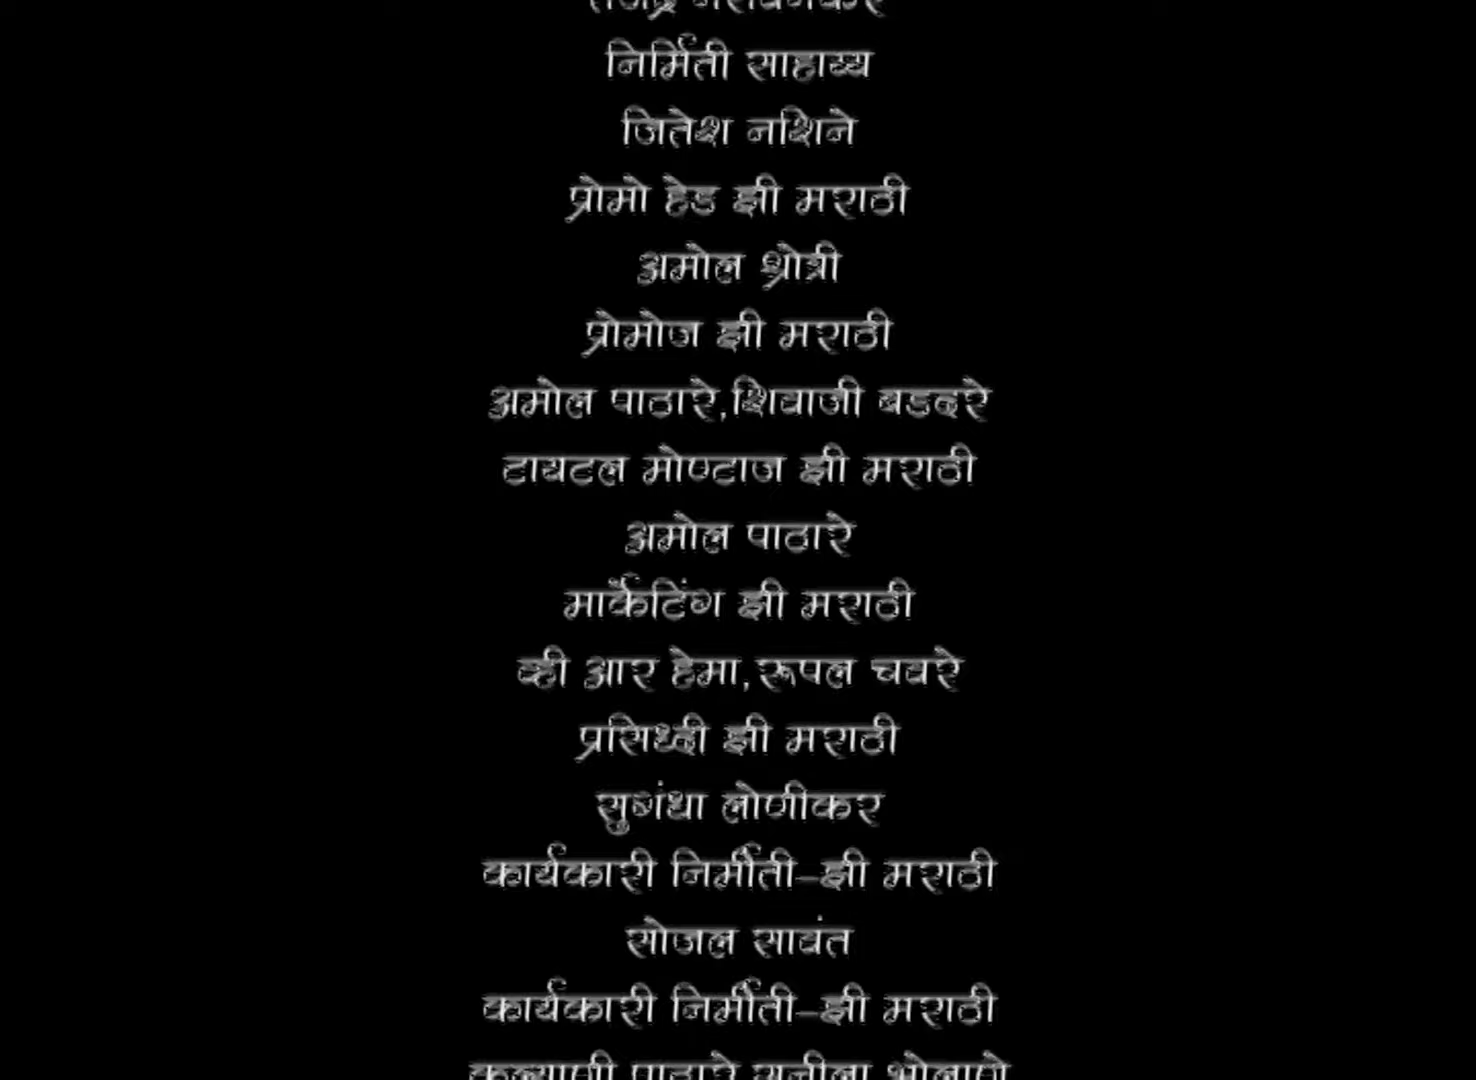 निर्मिती साहाय्य
जितेश नशिने
प्रोमो हेड झी मराठी
अमोल श्रोत्री
प्रोमोज झी मराठी
अमोल पाठारे,शिवाजी बडदरे
टायटल मोण्टाज झी मराठी
अमोल पाठारे
मार्केटिंग झी मराठी
व्ही आर हेमा,रूपल चवरे
प्रसिध्दी झी मराठी
सुगंधा लोणीकर
कार्यकारी निर्मीती–झी मराठी
सोजल सावंत
कार्यकारी निर्मीती–झी मराठी